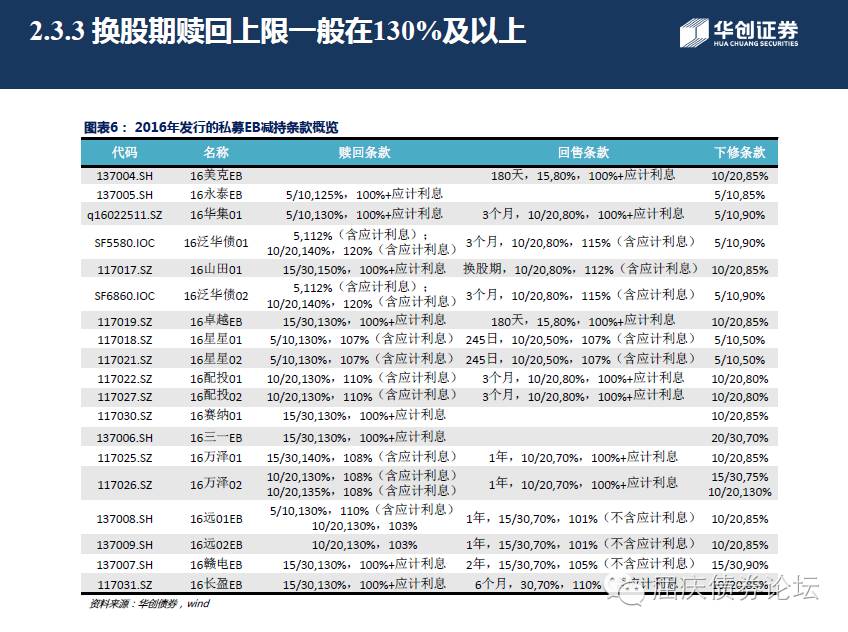 2.3.3 换股期赎回上限一般在130%及以上
华创证券
HUA CHUANG SECURITIES
图表6： 2016年发行的私募EB减持条款概览
代码 名称 赎回条款 回售条款 下修条款
137004.SH 16美克EB 180天，15,80%，100%+应计利息 10/20,85%
137005.SH 16永泰EB 5/10,125%，100%+应计利息 5/10,85%
q16022511.SZ 16华集01 5/10,130%，100%+应计利息 3个月，10/20,80%，100%+应计利息 5/10,90%
SF5580.IOC 16泛华债01 5,112%（含应计利息）；
10/20,140%，120%（含应计利息） 3个月，10/20,80%，115%（含应计利息） 5/10,90%
117017.SZ 16山田01 15/30,150%，100%+应计利息 换股期，10/20,80%，112%（含应计利息） 10/20,85%
SF6860.IOC 16泛华债02 5,112%（含应计利息）；
10/20,140%，120%（含应计利息） 3个月，10/20,80%，115%（含应计利息） 5/10,90%
117019.SZ 16卓越EB 15/30,130%，100%+应计利息 180天，15,80%，100%+应计利息 10/20,85%
117018.SZ 16星星01 5/10,130%，107%（含应计利息） 245日，10/20,50%，107%（含应计利息） 5/10,50%
117021.SZ 16星星02 5/10,130%，107%（含应计利息） 245日，10/20,50%，107%（含应计利息） 5/10,50%
117022.SZ 16配投01 10/20,130%，110%（含应计利息） 3个月，10/20,80%，100%+应计利息 10/20,80%
117027.SZ 16配投02 10/20,130%，110%（含应计利息） 3个月，10/20,80%，100%+应计利息 10/20,80%
117030.SZ 16赛纳01 15/30,130%，100%+应计利息 10/20,85%
137006.SH 16三一EB 15/30,130%，100%+应计利息 20/30,70%
117025.SZ 16万泽01 15/30,140%，108%（含应计利息） 1年，10/20,70%，100%+应计利息 10/20,85%
117026.SZ 16万泽02 10/20,130%，108%（含应计利息） 1年，10/20,70%，100%+应计利息 15/30,75%
10/20,135%，108%（含应计利息） 10/20,130%
137008.SH 16远01EB 5/10,130%，110%（含应计利息）
10/20,130%，103% 1年，15/30,70%，101%（不含应计利息） 10/20,85%
137009.SH 16远02EB 10/20,130%，103% 1年，15/30,70%，101%（不含应计利息） 10/20,85%
137007.SH 16赣电EB 15/30,130%，100%+应计利息 2年，15/30,70%，105%（不含应计利息） 15/30,90%
117031.SZ 16长盈EB 15/30,130%，100%+应计利息 6个月，30,70%，110% 应计利息 10/20,85%
屈庆债券论坛
资料来源：华创债券，wind